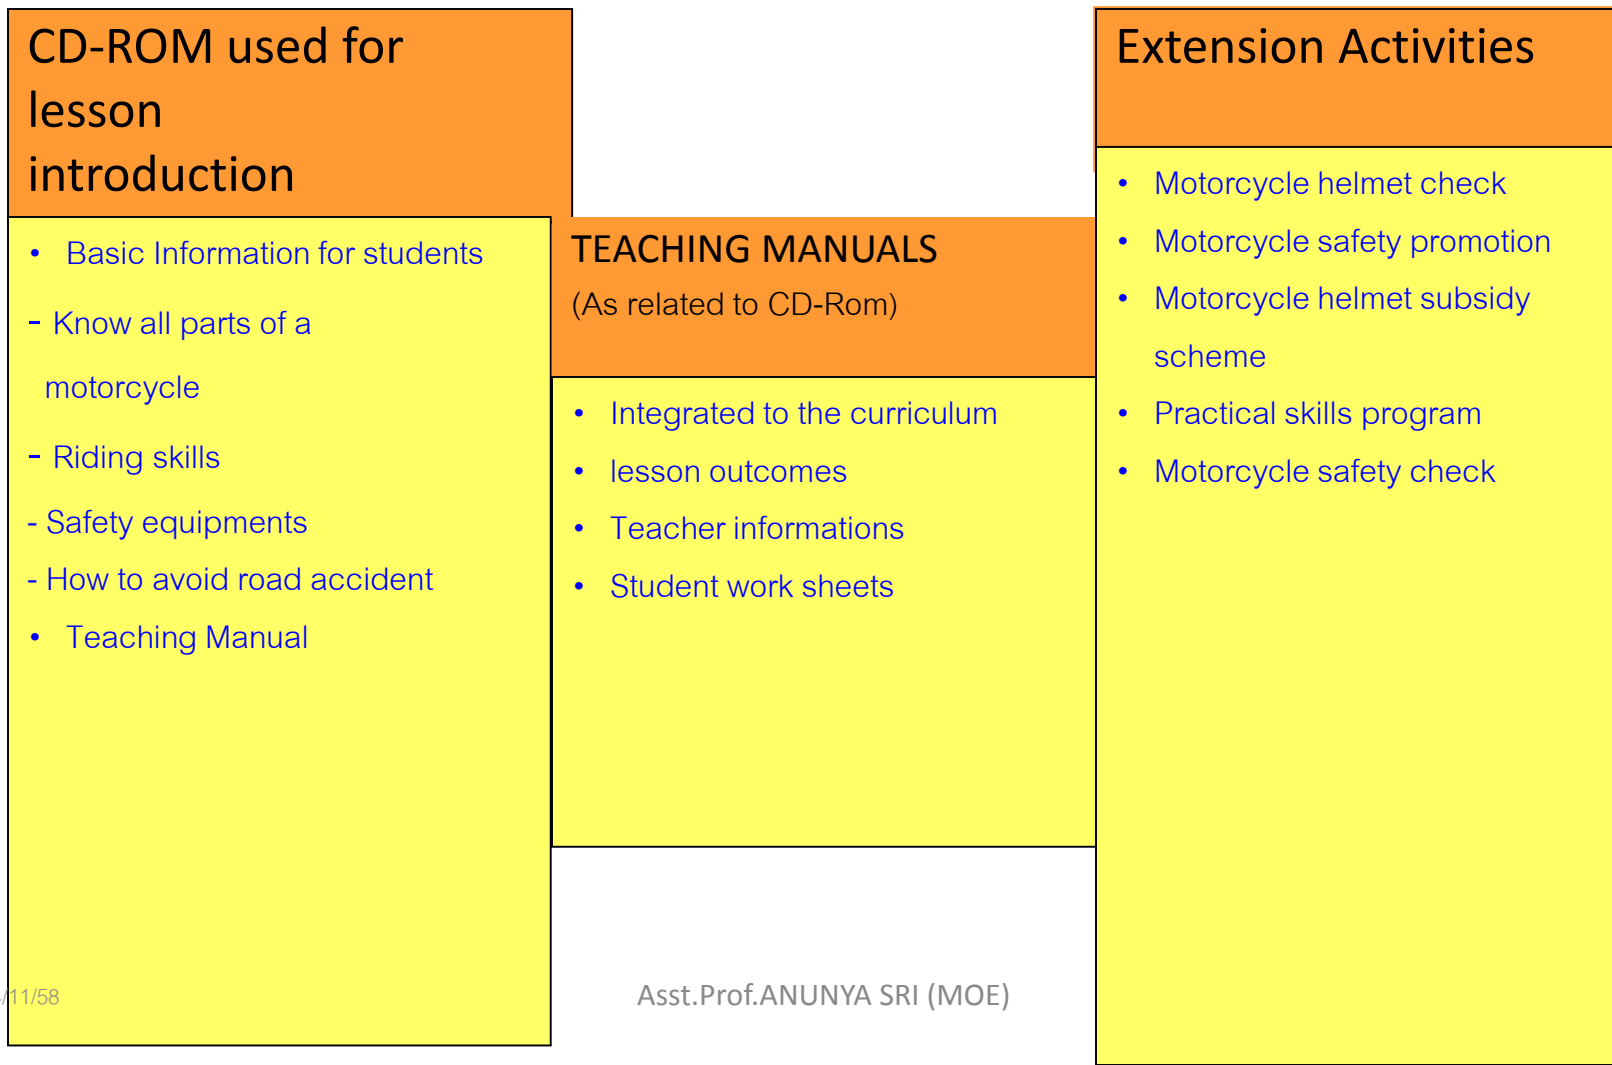 CD-ROM used for
lesson
introduction
• Basic Information for students
- Know all parts of a
motorcycle
- Riding skills
- Safety equipments
- How to avoid road accident
• Teaching Manual
TEACHING MANUALS
(As related to CD-Rom)
• Integrated to the curriculum
• lesson outcomes
• Teacher informations
• Student work sheets
Extension Activities
• Motorcycle helmet check
• Motorcycle safety promotion
• Motorcycle helmet subsidy
scheme
• Practical skills program
• Motorcycle safety check
/11/58
Asst.Prof.ANUNYA SRI (MOE)